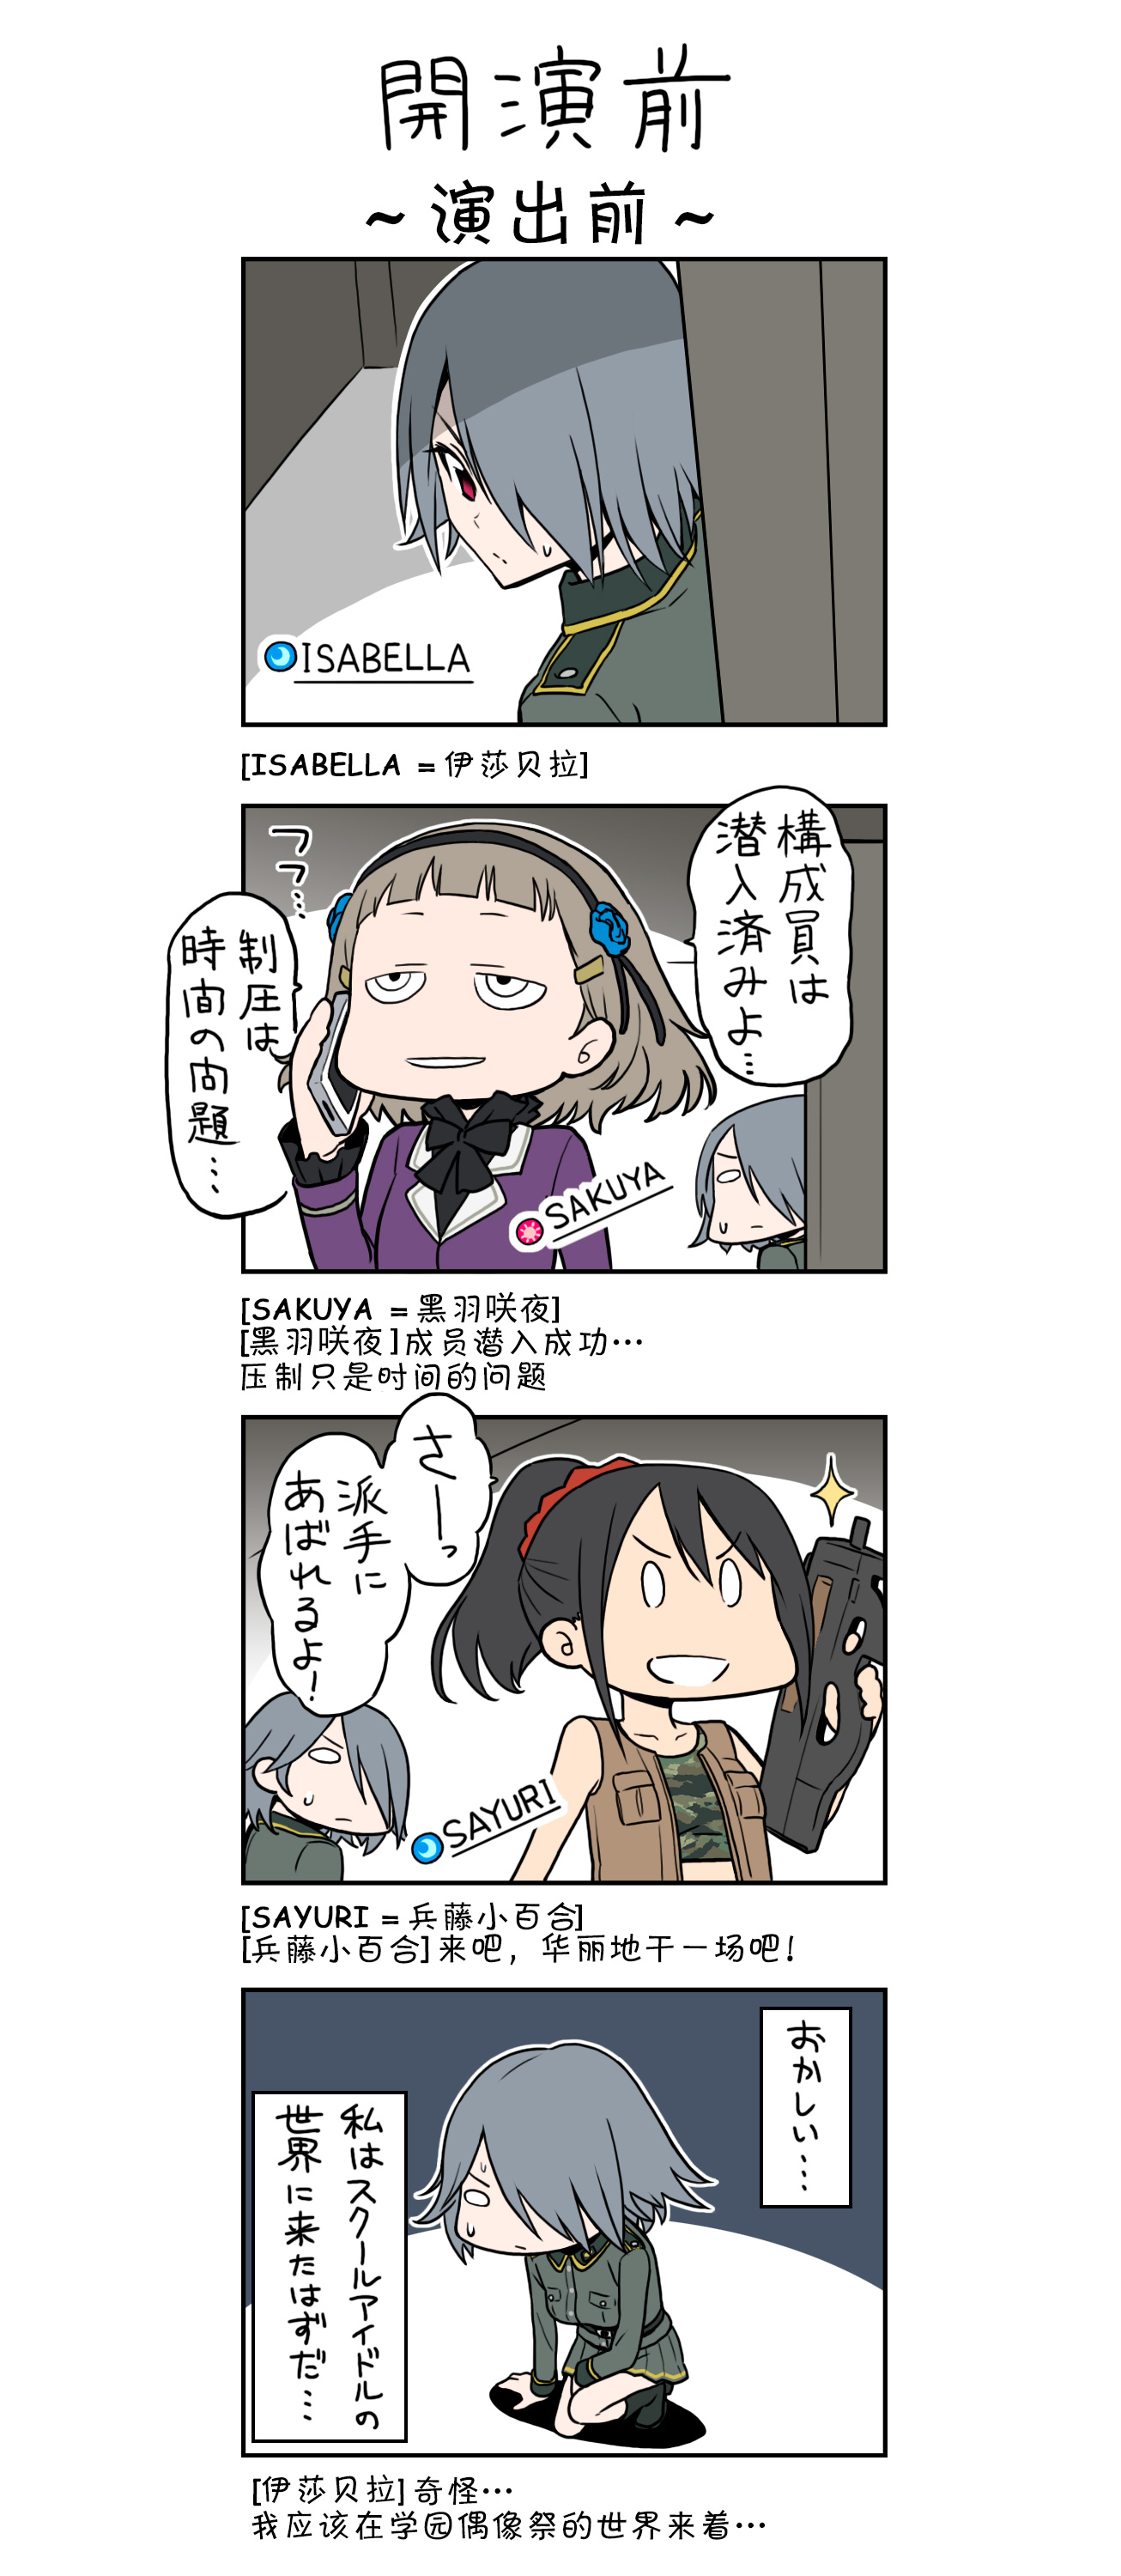 開演前
~演出前~
ISABELLA
[ISABELLA = 伊莎贝拉]
構成員は
潜入済みよ…
フフ…
制圧は
時間の問題…
SAKUYA
[SAKUYA = 黑羽咲夜]
[黑羽咲夜]成员潜入成功…
压制只是时间的问题
さーっ
派手に
あばれるよ!
SAYURI
[SAYURI = 兵藤小百合]
[兵藤小百合]来吧，华丽地干一场吧!
おかしい…
私はスクールアイドルの
世界に来たはずだ…
[伊莎贝拉]奇怪…
我应该在学园偶像祭的世界来着…